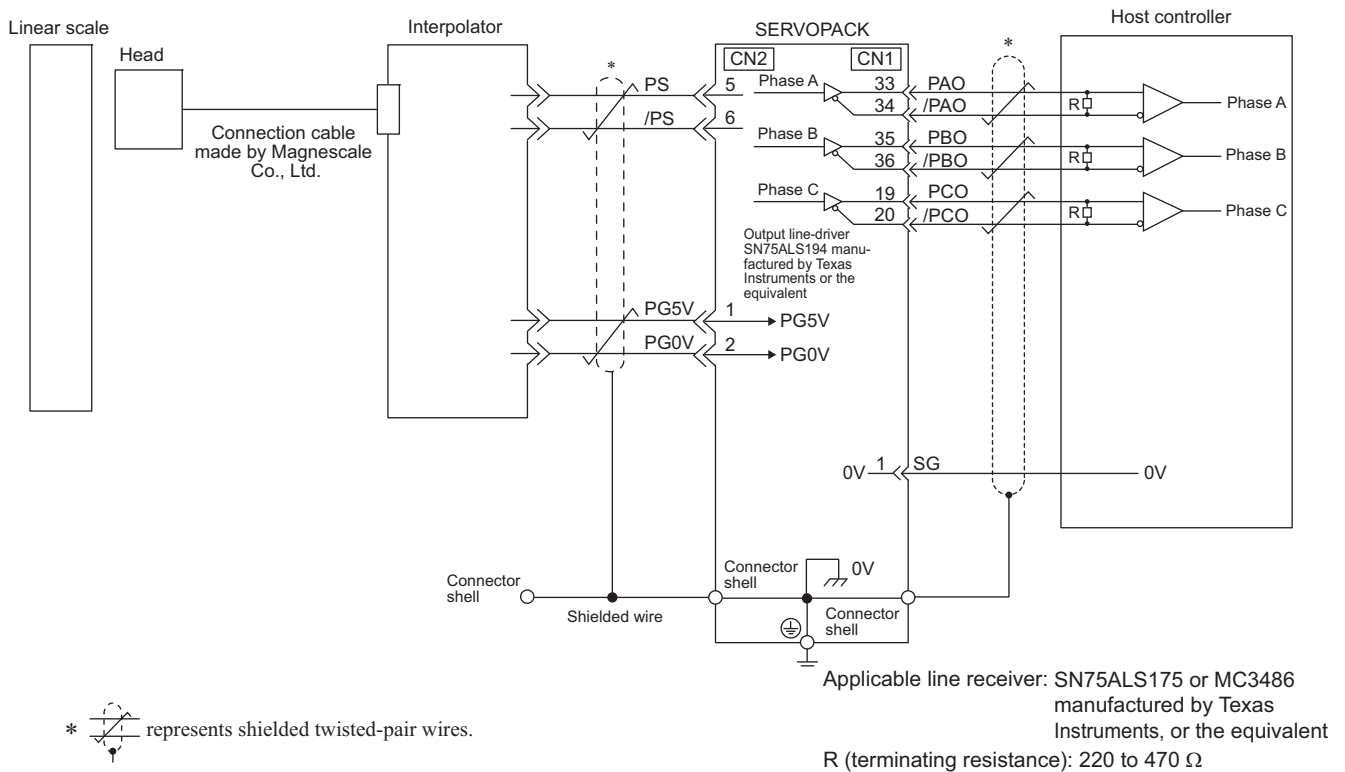 Linear scale
Head
Connection cable
made by Magnescale
Co., Ltd.
Interpolator
*
PS
/PS
PG5V
PG0V
SERVOPACK
CN2
CN1
5
6
1
2
PG5V
PG0V
Phase A
Phase B
Phase C
Output line-driver
SN75ALS194 manu-
factured by Texas
Instruments or the
equivalent
33
34
35
36
19
20
PAO
/PAO
PBO
/PBO
PCO
/PCO
*
Host controller
R
R
R
Phase A
Phase B
Phase C
0V
1
SG
0V
Connector
shell
Shielded wire
Connector
shell
0V
Connector
shell
Applicable line receiver: SN75ALS175 or MC3486
manufactured by Texas
Instruments, or the equivalent
R (terminating resistance): 220 to 470 Ω
* represents shielded twisted-pair wires.